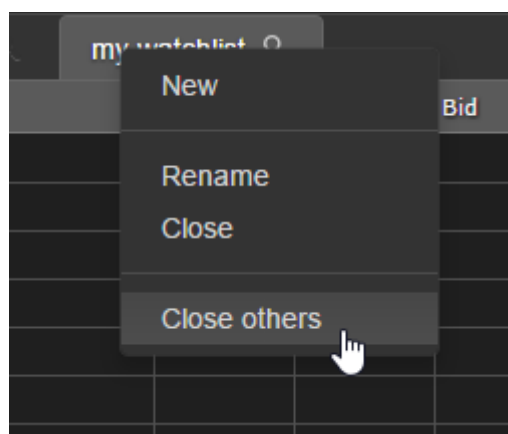 my watchlist
New
Bid
Rename
Close
Close others